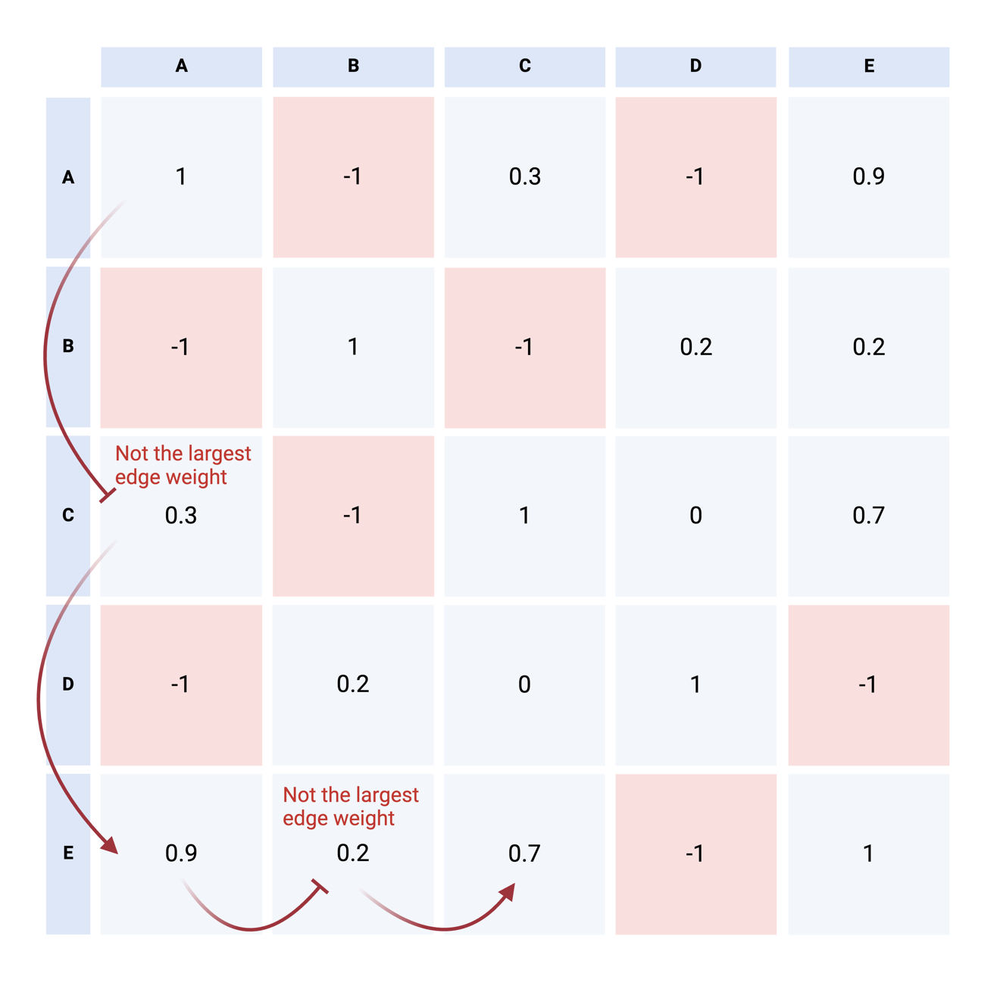 A B C D E
A 1 -1 0.3 -1 0.9
B -1 1 -1 0.2 0.2
Not the largest
edge weight
C 0.3 -1 1 0 0.7
D -1 0.2 0 1 -1
Not the largest
edge weight
E 0.9 0.2 0.7 -1 1